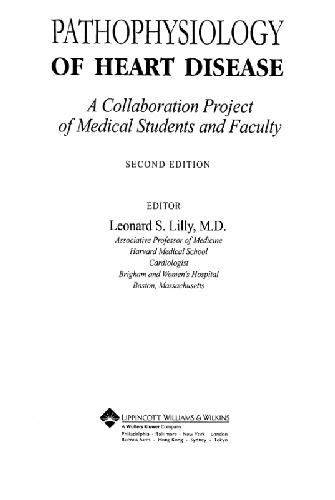 PATHOPHYSIOLOGY
OF HEART DISEASE
A Collaboration Project
of Medical Students and Faculty
SECOND EDITION
EDITOR
Leonard S. Lilly, M.D.
Associative Professor of Medicine
Harvard Medical School
Cardiologist
Brigham and Women's Hospital
Boston, Massachusetts
LIPPINCOTT WILLIAMS & WILKINS
A Wolters Kluwer Company
Philadelphia · Baltimore · New York · London
Buenos Aires · Hong Kong · Sydney · Tokyo